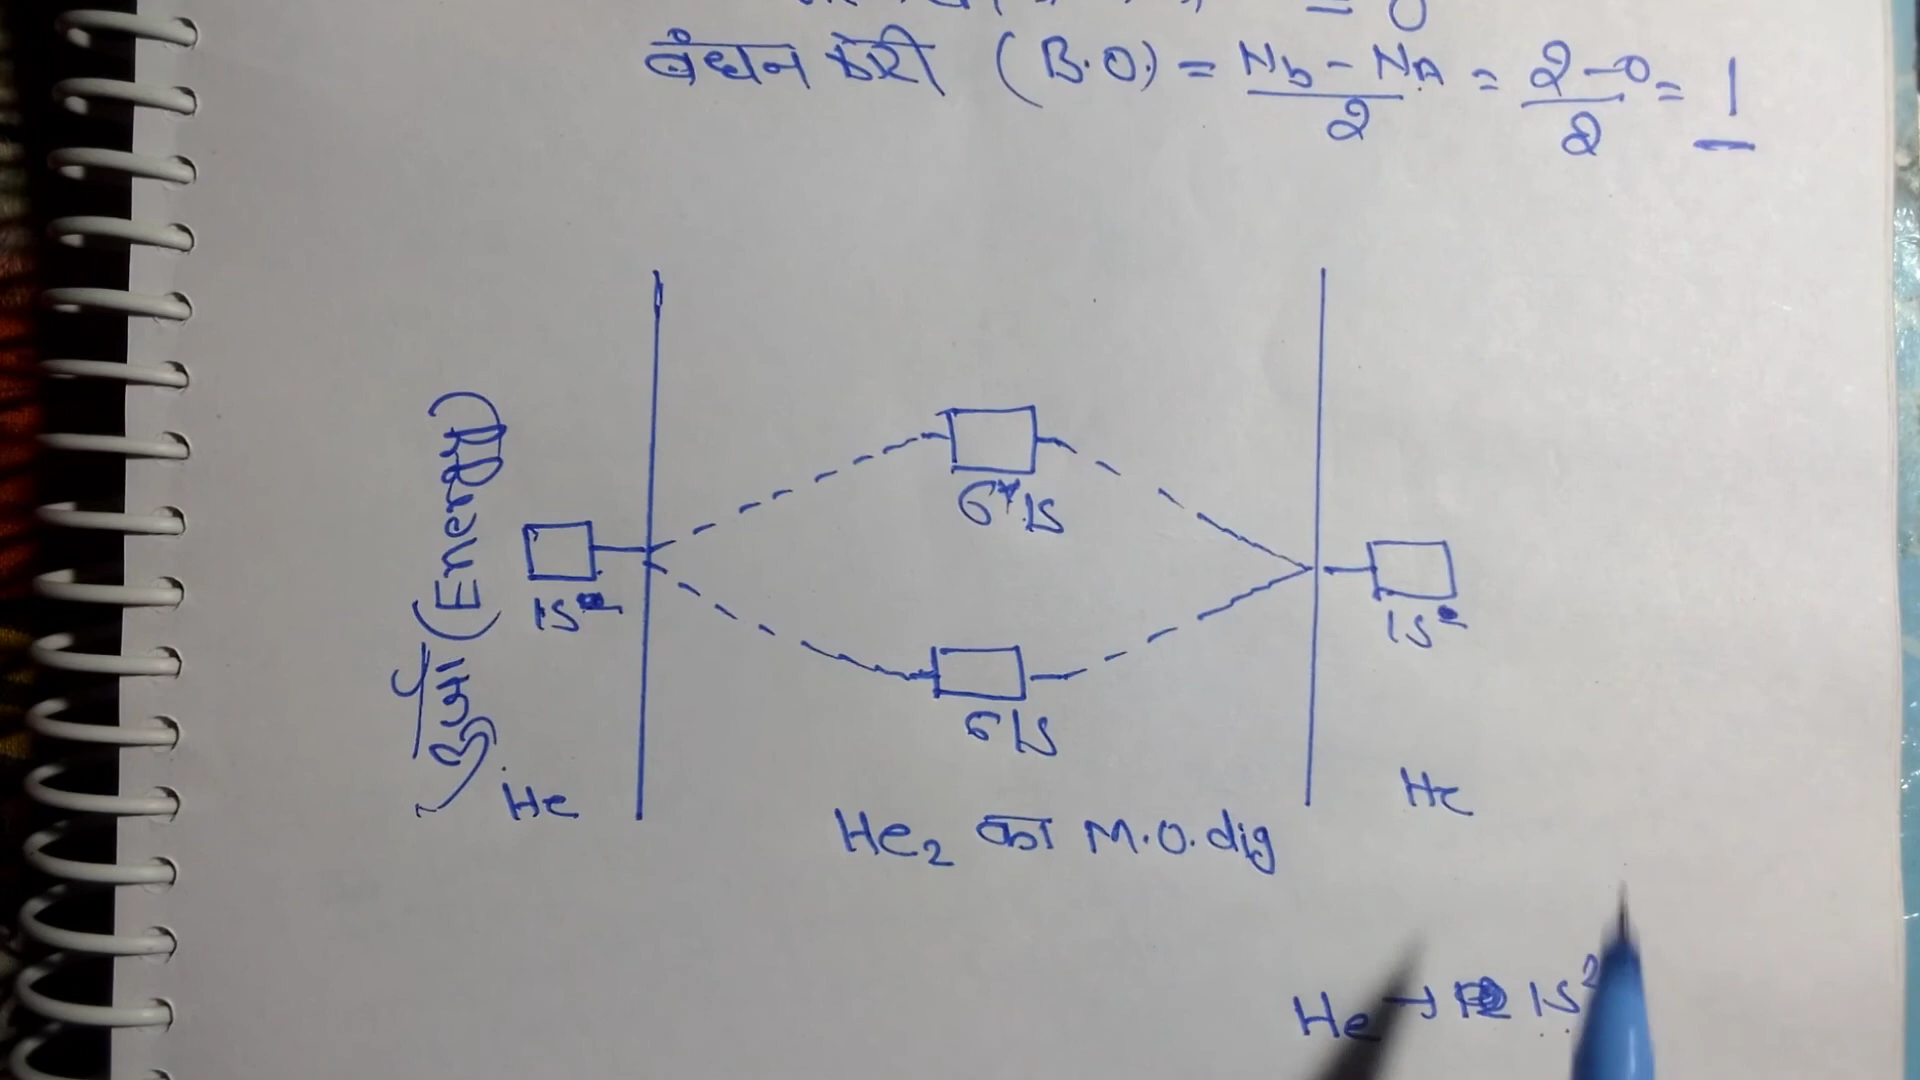 = 0
बंधन क्रेरी (B.O.) = Nb - NA / 2 = 2-0 / 2 = 1
ऊर्जा (Energy)
σ*1s
1s
1s
σ1s
He
He
He2 का M.O. dig
He → 1s2